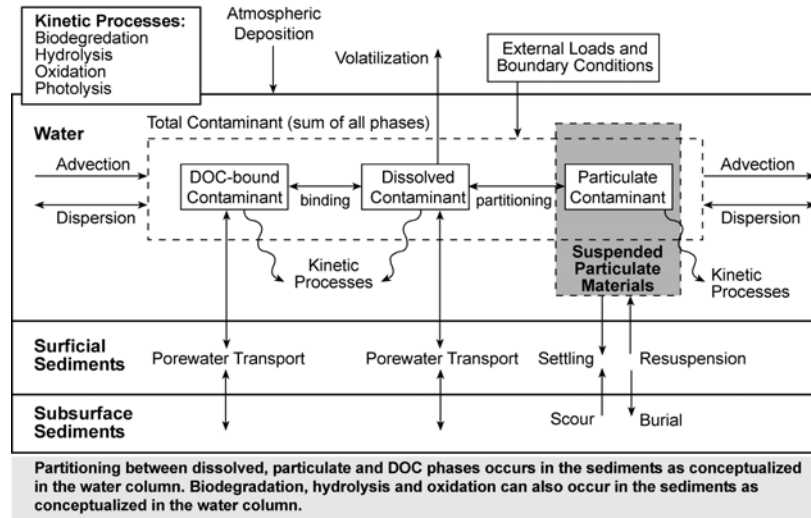 Kinetic Processes:
Biodegredation
Hydrolysis
Oxidation
Photolysis
Atmospheric
Deposition
Volatilization
External Loads and
Boundary Conditions
Water
Total Contaminant (sum of all phases)
Advection
Dispersion
DOC-bound
Contaminant
binding
Dissolved
Contaminant
partitioning
Particulate
Contaminant
Advection
Dispersion
Kinetic
Processes
Suspended
Particulate
Materials
Kinetic
Processes
Surficial
Sediments
Porewater Transport
Porewater Transport
Settling
Resuspension
Subsurface
Sediments
Scour
Burial
Partitioning between dissolved, particulate and DOC phases occurs in the sediments as conceptualized
in the water column. Biodegradation, hydrolysis and oxidation can also occur in the sediments as
conceptualized in the water column.